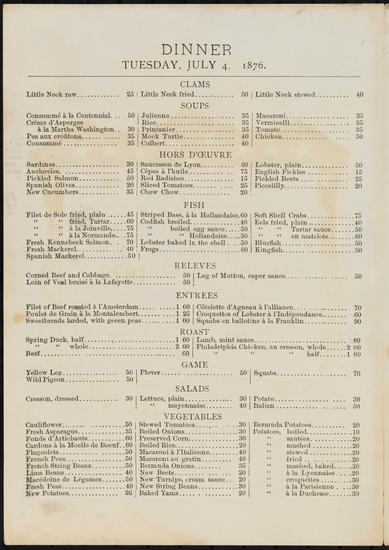 DINNER
TUESDAY, JULY 4. 1876.
CLAMS
Little Neck raw............ 25
Little Neck fried............ 50
Little Neck stewed............ 40
SOUPS
Consommé à la Centennial. .. 50
Crême d'Asperges
à la Martha Washington.. 30
Pea aux croûtons............ 35
Consommé ............ 35
Julienne ............ 35
Rice............ 35
Printanier ............ 35
Mock Turtle ............ 40
Colbert............ 40
Macaroni............ 35
Vermicelli............ 35
Tomato............ 35
Chicken............ 50
HORS D'ŒUVRE
Sardines ............ 30
Anchovies............ 45
Pickled Salmon ............ 50
Spanish Olives............ 20
New Cucumbers............ 35
Saucisson de Lyon............ 50
Cêpes à l'huile............ 75
Red Radishes............ 15
Sliced Tomatoes............ 25
Chow Chow............ 20
Lobster, plain............ 50
English Pickles ............ 15
Pickled Beets ............ 25
Piccailily............ 20
FISH
Filet de Sole fried, plain ..... 45
" " fried, Tartar.... 60
" " à la Joinville.... 75
" " à la Normande.. 75
Fresh Kennebeck Salmon... 70
Fresh Mackerel............ 40
Spanish Mackerel............ 50
Striped Bass, à la Hollandaise, 60
Codfish broiled............ 40
" boiled egg sauce..... 50
" " Hollandaise.... 50
Lobster baked in the shell . . 50
Frogs............ 60
Soft Shell Crabs............ 75
Eels fried, plain............ 40
" " Tartar sauce..... 50
" " en matelote...... 60
Bluefish............ 50
Kingfish............ 50
RELEVES
Corned Beef and Cabbage. ............ 50
Loin of Veal braisé à la Lafayette............ 50
Leg of Mutton, caper sauce............ 50
ENTREES
Filet of Beef roasted à l'Amsterdam............ 1 00
Poulet de Grain à la Montalembert............ 1 25
Sweetbreads larded, with green peas............ 1 00
Côtelette d'Agneau à l'alliance............ 70
Croquettes of Lobster à l'Indépendance............ 60
Squabs en ballotine à la Franklin............ 90
ROAST
Spring Duck, half............ 1 00
" " whole............ 2 00
Beef............ 60
Lamb, mint sauce............ 80
Philadelphia Chicken, au cresson, whole...... 2 00
" " " half....... 1 00
GAME
Yellow Leg............ 50
Wild Pigeon............ 50
Plover............ 50
Squabs............ 70
SALADS
Cresson, dressed............ 30
Lettuce, plain............ 30
" mayonnaise............ 40
Potato............ 30
Italian............ 50
VEGETABLES
Cauliflower............ 50
Fresh Asparagus............ 35
Fonds d'Artichauts............ 60
Cardons à la Moelle de Boeuf.. 60
Flageolets............ 50
French Peas............ 50
French String Beans............ 50
Lima Beans............ 40
Macédoine de Légumes........ 50
Fresh Peas............ 40
New Potatoes............ 20
Stewed Tomatoes............ 30
Boiled Onions............ 30
Preserved Corn............ 30
Boiled Rice............ 20
Macaroni à l'Italienne........ 40
Macaroni au gratin............ 40
Bermuda Onions............ 35
New Beets............ 20
New Turnips, cream sauce... 20
New String Beans............ 30
Baked Yams............ 20
Bermuda Potatoes............ 20
Potatoes, boiled............ 10
" sautées............ 20
" mashed............ 20
" stewed............ 20
" fried............ 20
" mashed, baked....... 20
" à la Lyonnaise....... 20
" croquettes............ 30
" à la Parisienne...... 30
" à la Duchesse........ 30